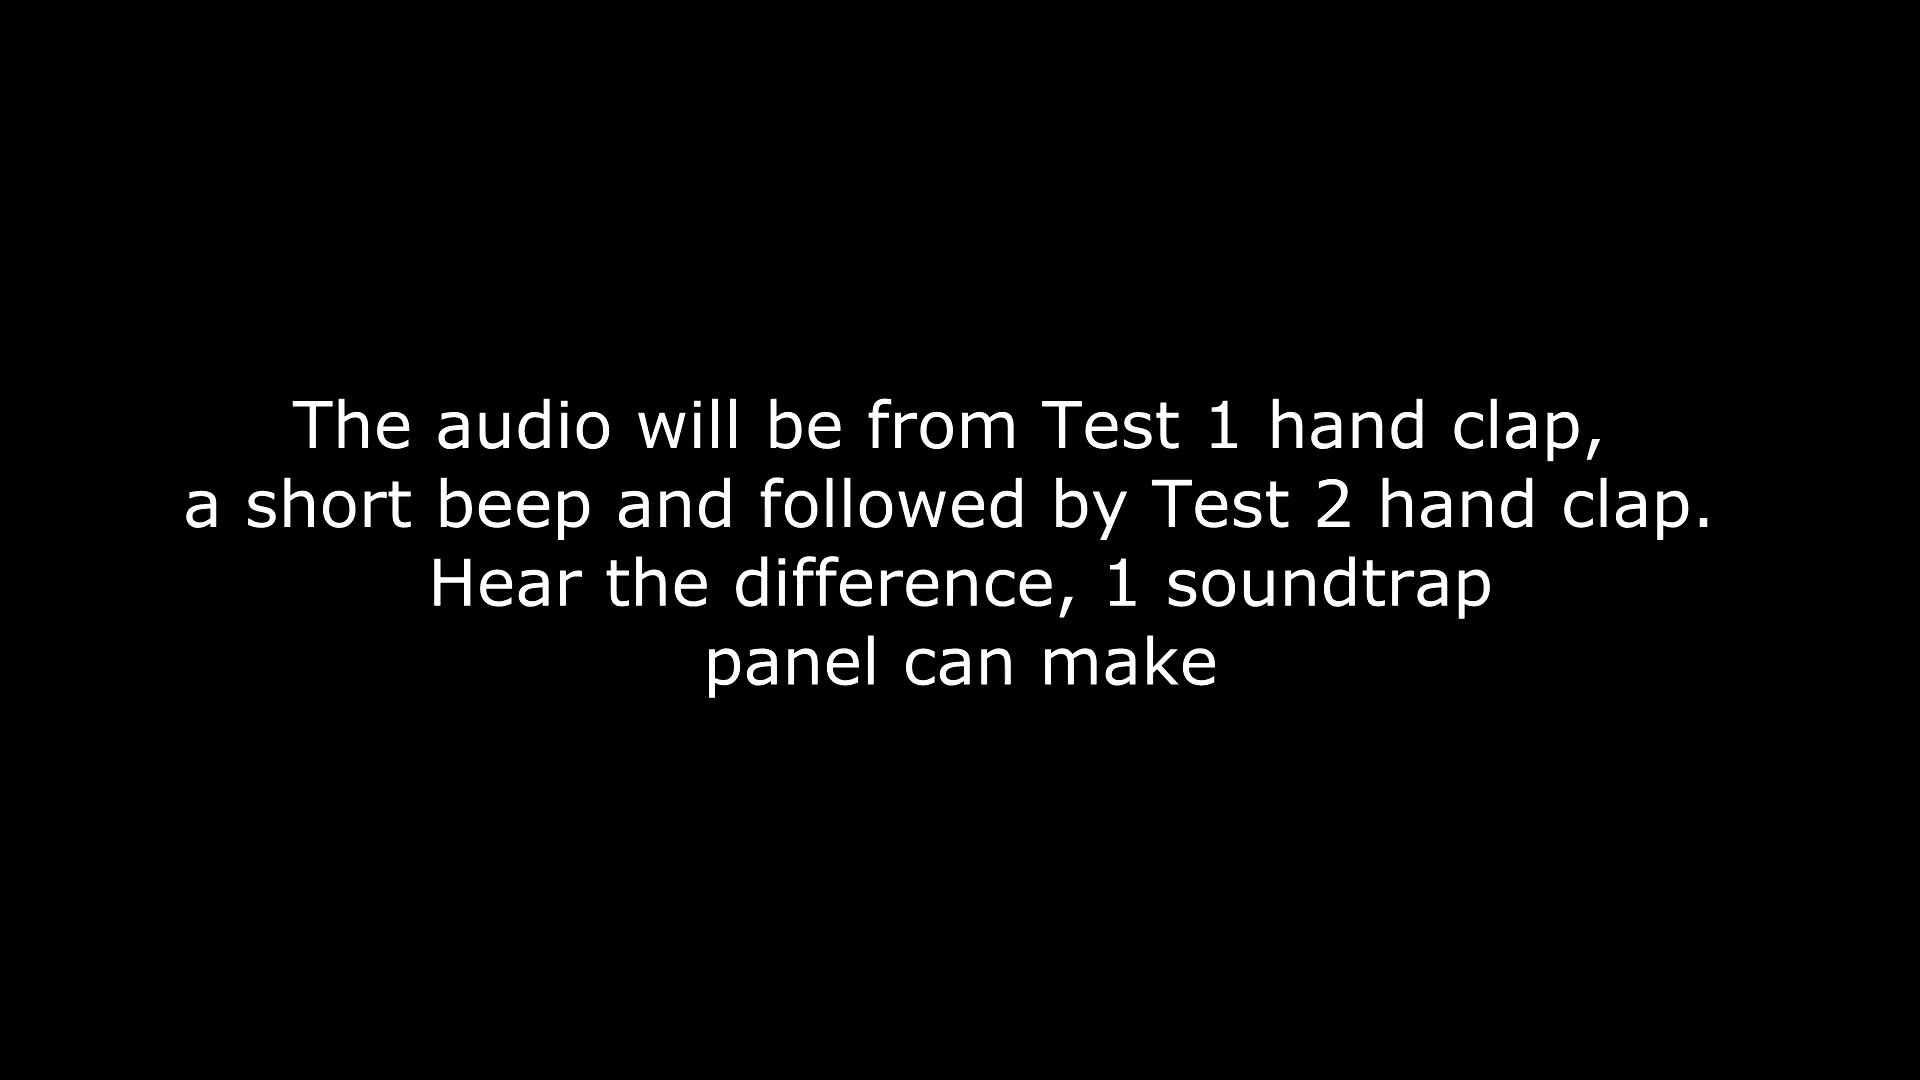 The audio will be from Test 1 hand clap,
a short beep and followed by Test 2 hand clap.
Hear the difference, 1 soundtrap
panel can make